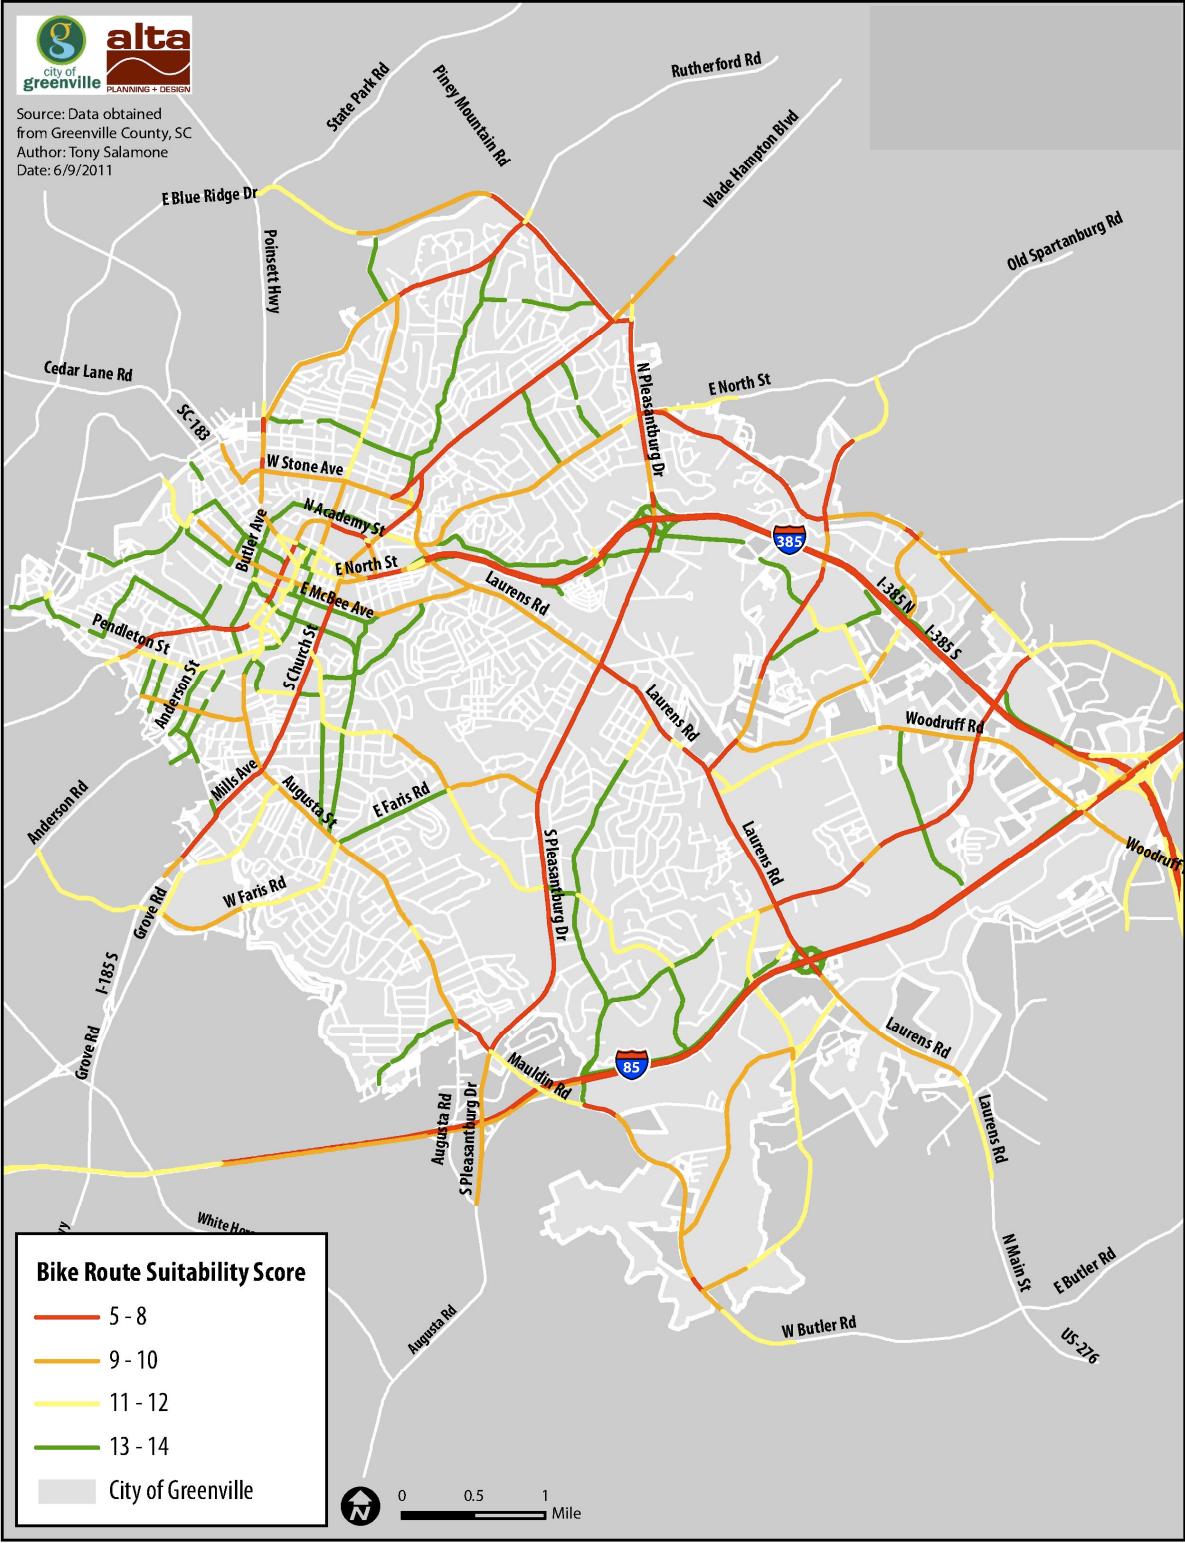 city of
greenville
alta
PLANNING + DESIGN
Source: Data obtained
from Greenville County, SC
Author: Tony Salamone
Date: 6/9/2011
State Park Rd
Piney Mountain Rd
Rutherford Rd
Wade Hampton Blvd
E Blue Ridge Dr
Poinsett Hwy
Old Spartanburg Rd
Cedar Lane Rd
SC-183
N Pleasantburg Dr
E North St
W Stone Ave
N Academy St
Butler Ave
E North St
385
E McBee Ave
Laurens Rd
I-385 N
I-385 S
Pendleton St
S Church St
Anderson St
Laurens Rd
Woodruff Rd
Mills Ave
Augusta St
E Faris Rd
Anderson Rd
S Pleasantburg Dr
Laurens Rd
Woodruff
W Faris Rd
Grove Rd
I-185 S
Grove Rd
Laurens Rd
Mauldin Rd
85
Augusta Rd
S Pleasantburg Dr
Laurens Rd
wy
White Hor
N Main St
E Butler Rd
W Butler Rd
US-276
Augusta Rd
Bike Route Suitability Score
5 - 8
9 - 10
11 - 12
13 - 14
City of Greenville
N
0 0.5 1
Mile